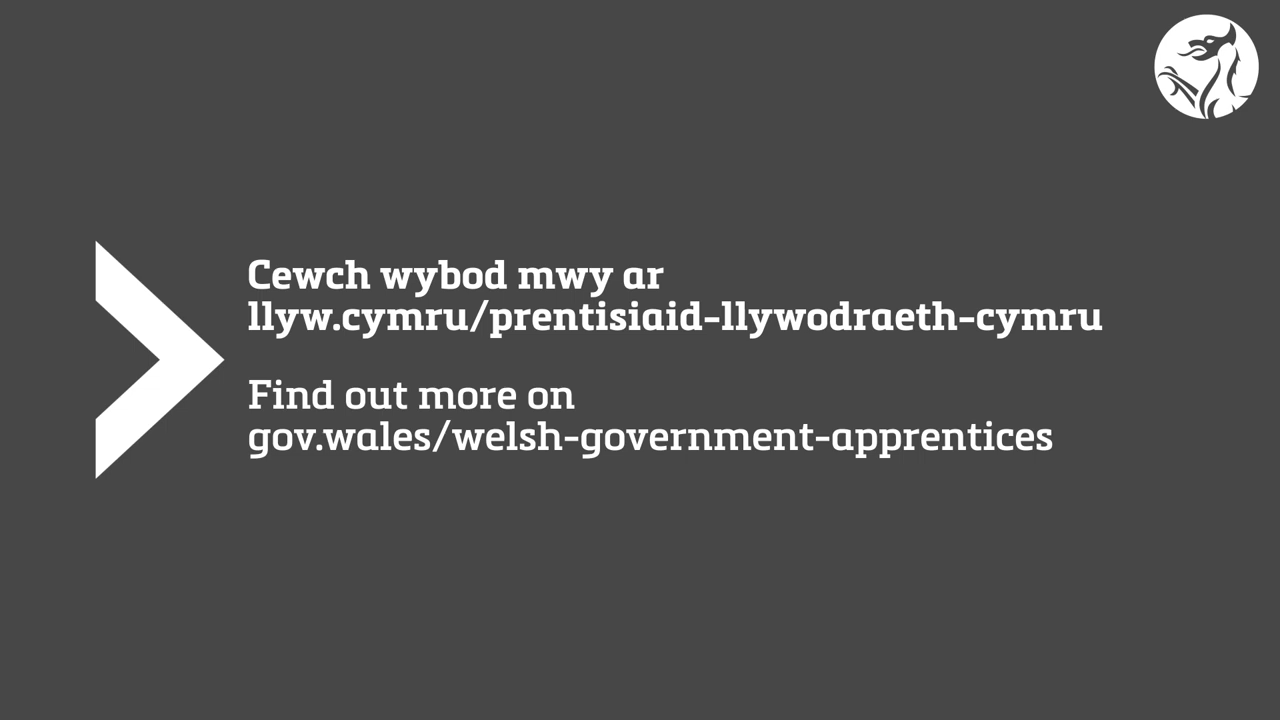 Cewch wybod mwy ar
llyw.cymru/prentisiaid-llywodraeth-cymru
Find out more on
gov.wales/welsh-government-apprentices